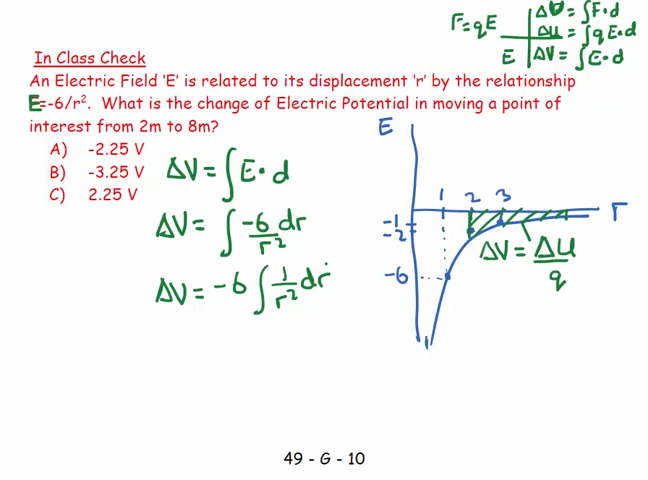 F=qE
ΔU = ∫F·d
ΔU = ∫qE·d
E
ΔV = ∫E·d
In Class Check
An Electric Field 'E' is related to its displacement 'r' by the relationship
E=-6/r². What is the change of Electric Potential in moving a point of
interest from 2m to 8m?
A) -2.25 V
B) -3.25 V
C) 2.25 V
ΔV = ∫E·d
ΔV = ∫-6/r² dr
ΔV = -6 ∫1/r² dr
E
1 2 3
r
-1
-2
-6
ΔV = ΔU/q
49 - G - 10